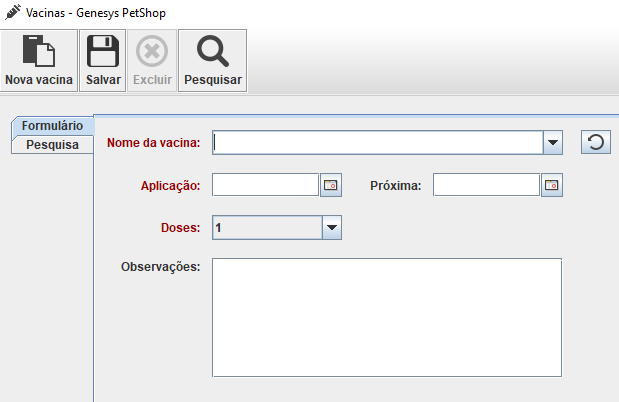 Vacinas - Genesys PetShop
Nova vacina Salvar Excluir Pesquisar
Formulário
Pesquisa
Nome da vacina:
Aplicação: Próxima:
Doses: 1
Observações: